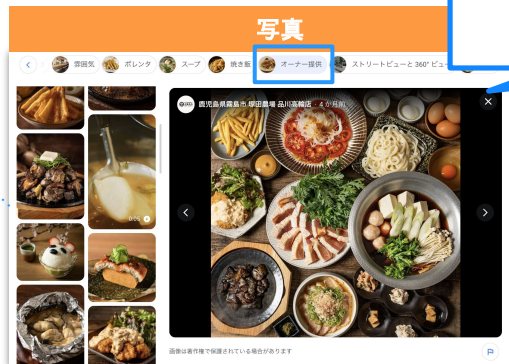 写真
雰囲気
ポレンタ
スープ
焼き飯
オーナー提供
ストリートビューと 360° ビュー
鹿児島県霧島市 塚田農場 品川高輪店 · 4 か月前
0:05
画像は著作権で保護されている場合があります